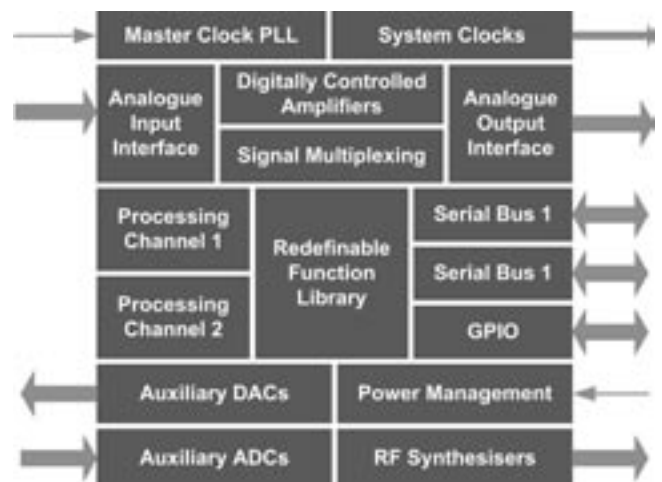 Master Clock PLL
System Clocks
Analogue
Input
Interface
Digitally Controlled
Amplifiers
Signal Multiplexing
Analogue
Output
Interface
Processing
Channel 1
Processing
Channel 2
Redefinable
Function
Library
Serial Bus 1
Serial Bus 1
GPIO
Auxiliary DACs
Power Management
Auxiliary ADCs
RF Synthesisers